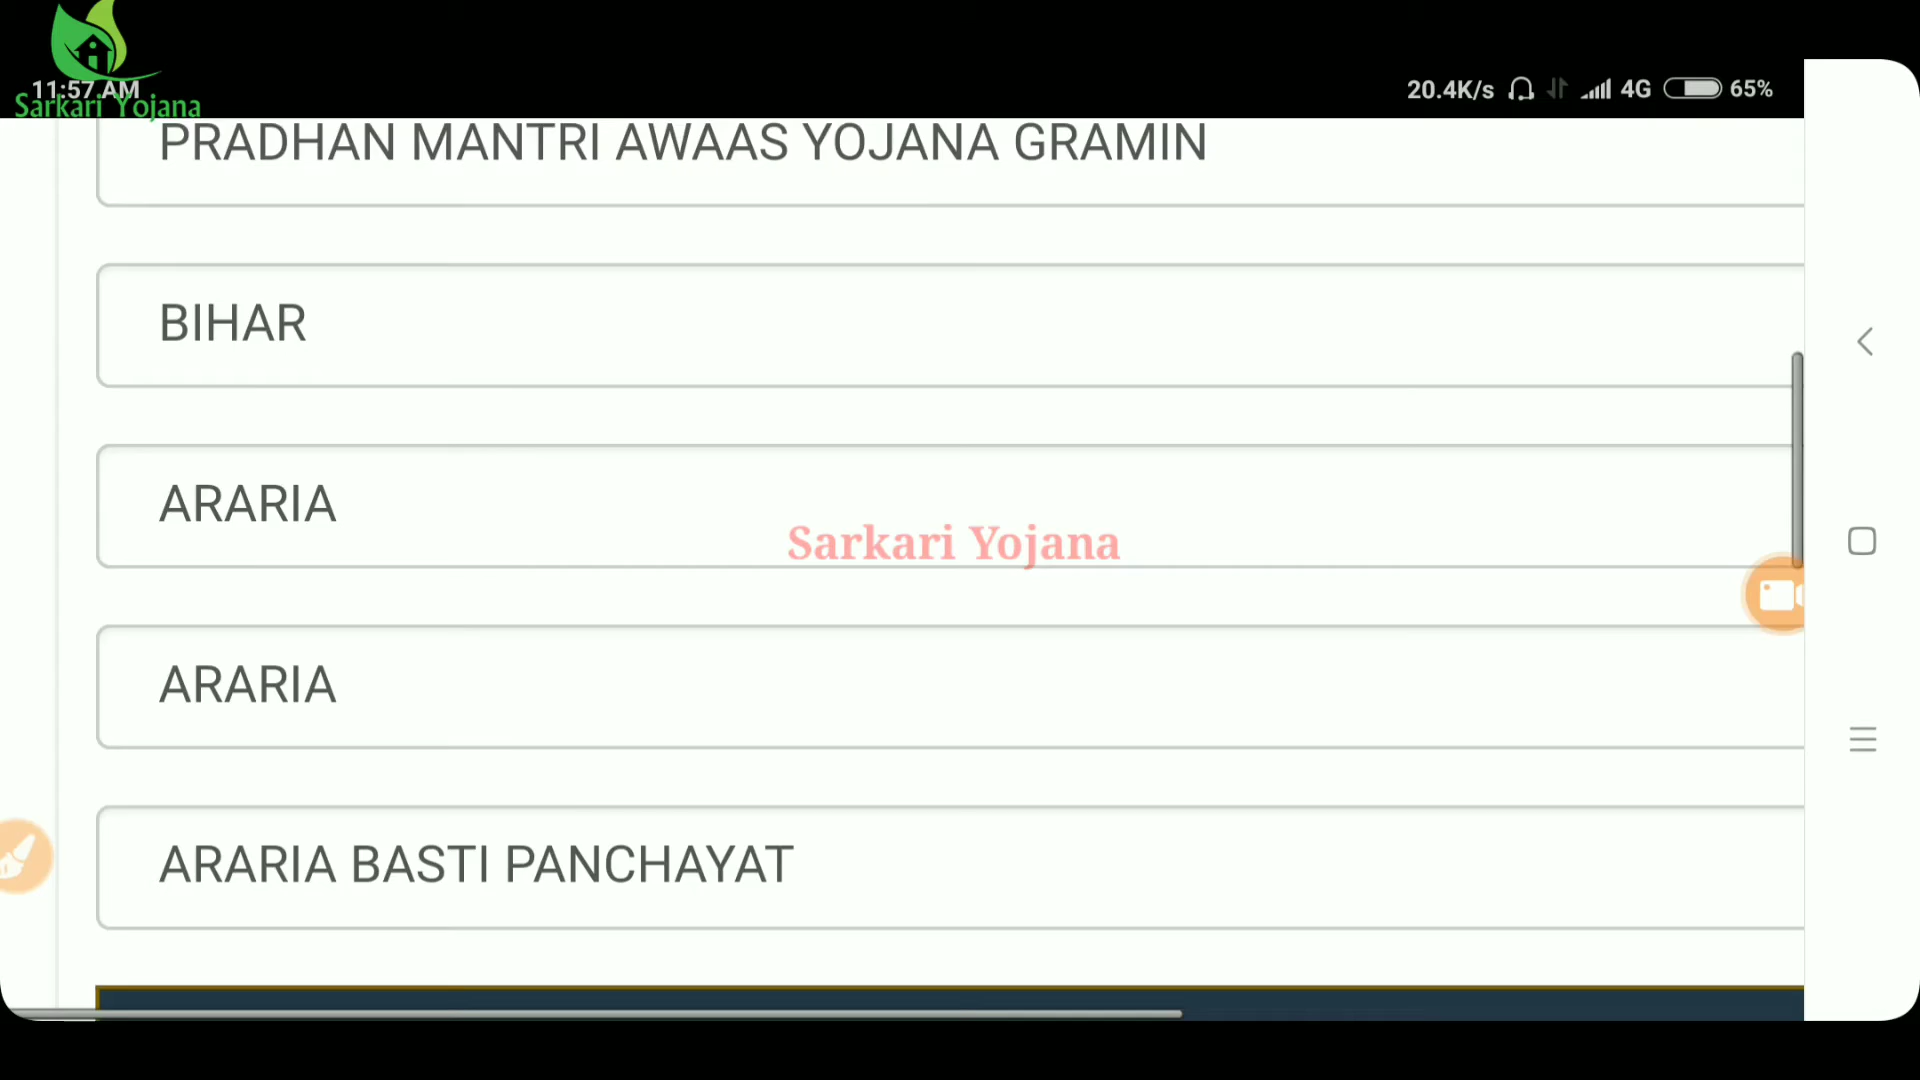 11:57 AM
Sarkari Yojana
20.4K/s 4G 65%
PRADHAN MANTRI AWAAS YOJANA GRAMIN
BIHAR
ARARIA
Sarkari Yojana
ARARIA
ARARIA BASTI PANCHAYAT